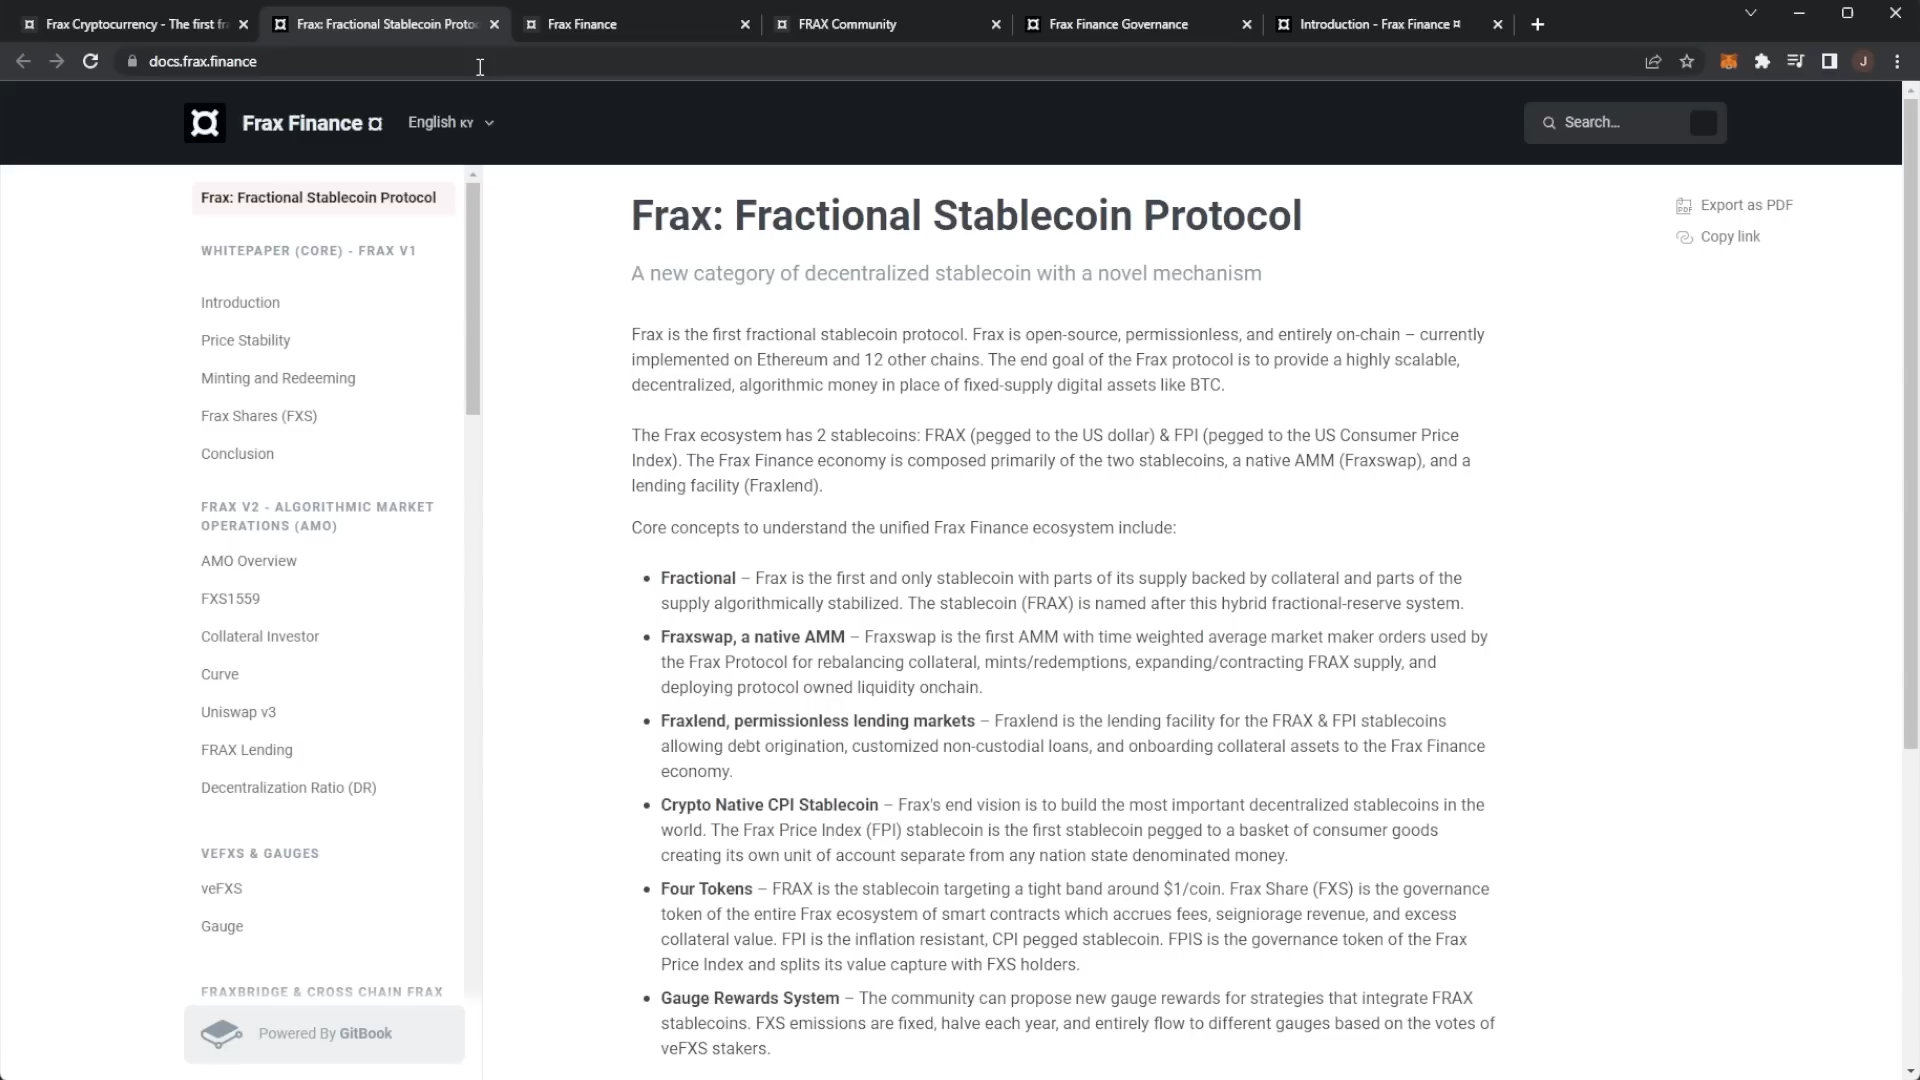 Frax Cryptocurrency - The first fr
Frax: Fractional Stablecoin Protoc
Frax Finance
FRAX Community
Frax Finance Governance
Introduction - Frax Finance ¤
docs.frax.finance
J
Frax Finance ¤
English KY
Search...
Frax: Fractional Stablecoin Protocol
WHITEPAPER (CORE) - FRAX V1
Introduction
Price Stability
Minting and Redeeming
Frax Shares (FXS)
Conclusion
FRAX V2 - ALGORITHMIC MARKET
OPERATIONS (AMO)
AMO Overview
FXS1559
Collateral Investor
Curve
Uniswap v3
FRAX Lending
Decentralization Ratio (DR)
VEFXS & GAUGES
veFXS
Gauge
FRAXBRIDGE & CROSS CHAIN FRAX
Powered By GitBook
Frax: Fractional Stablecoin Protocol
A new category of decentralized stablecoin with a novel mechanism
Frax is the first fractional stablecoin protocol. Frax is open-source, permissionless, and entirely on-chain – currently
implemented on Ethereum and 12 other chains. The end goal of the Frax protocol is to provide a highly scalable,
decentralized, algorithmic money in place of fixed-supply digital assets like BTC.
The Frax ecosystem has 2 stablecoins: FRAX (pegged to the US dollar) & FPI (pegged to the US Consumer Price
Index). The Frax Finance economy is composed primarily of the two stablecoins, a native AMM (Fraxswap), and a
lending facility (Fraxlend).
Core concepts to understand the unified Frax Finance ecosystem include:
• Fractional – Frax is the first and only stablecoin with parts of its supply backed by collateral and parts of the
supply algorithmically stabilized. The stablecoin (FRAX) is named after this hybrid fractional-reserve system.
• Fraxswap, a native AMM – Fraxswap is the first AMM with time weighted average market maker orders used by
the Frax Protocol for rebalancing collateral, mints/redemptions, expanding/contracting FRAX supply, and
deploying protocol owned liquidity onchain.
• Fraxlend, permissionless lending markets – Fraxlend is the lending facility for the FRAX & FPI stablecoins
allowing debt origination, customized non-custodial loans, and onboarding collateral assets to the Frax Finance
economy.
• Crypto Native CPI Stablecoin – Frax's end vision is to build the most important decentralized stablecoins in the
world. The Frax Price Index (FPI) stablecoin is the first stablecoin pegged to a basket of consumer goods
creating its own unit of account separate from any nation state denominated money.
• Four Tokens – FRAX is the stablecoin targeting a tight band around $1/coin. Frax Share (FXS) is the governance
token of the entire Frax ecosystem of smart contracts which accrues fees, seigniorage revenue, and excess
collateral value. FPI is the inflation resistant, CPI pegged stablecoin. FPIS is the governance token of the Frax
Price Index and splits its value capture with FXS holders.
• Gauge Rewards System – The community can propose new gauge rewards for strategies that integrate FRAX
stablecoins. FXS emissions are fixed, halve each year, and entirely flow to different gauges based on the votes of
veFXS stakers.
PDF Export as PDF
Copy link